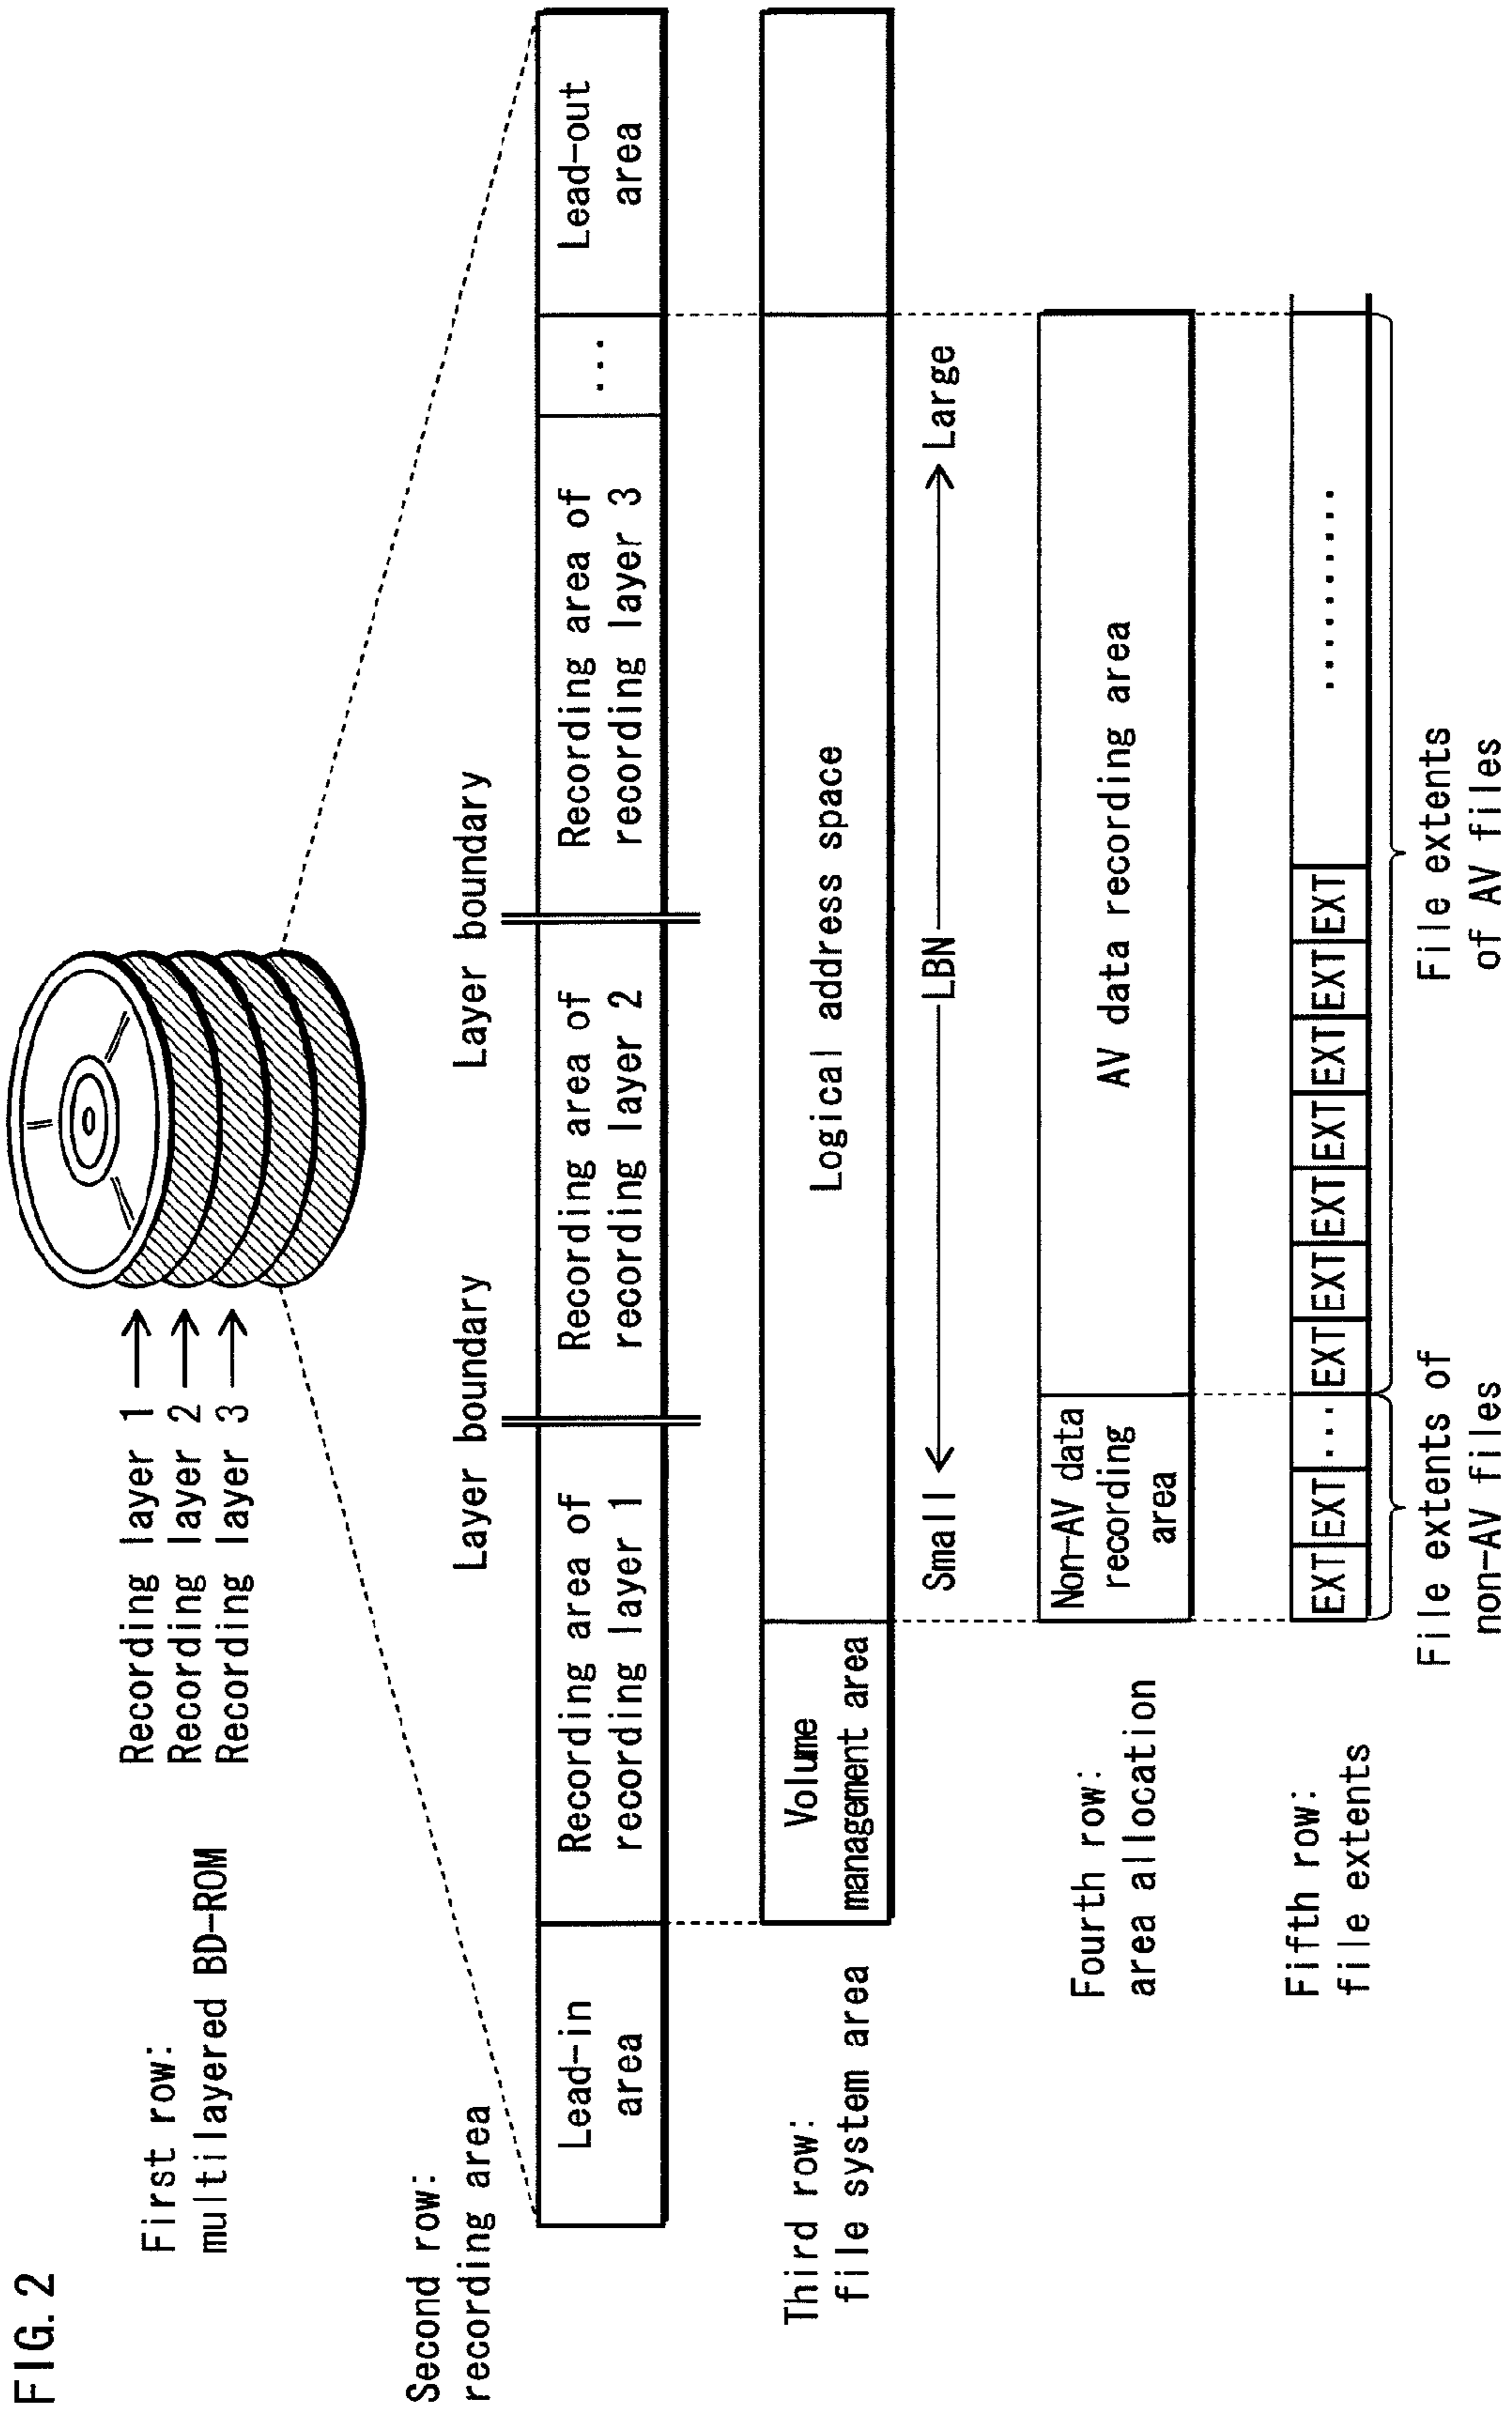 FIG. 2
First row:
multilayered BD-ROM
Recording layer 1
Recording layer 2
Recording layer 3
Second row:
recording area
Layer boundary
Layer boundary
Lead-in
area
Recording area of
recording layer 1
Recording area of
recording layer 2
Recording area of
recording layer 3
...
Lead-out
area
Third row:
file system area
Volume
management area
Logical address space
Small
LBN
Large
Fourth row:
area allocation
Non-AV data
recording
area
AV data recording area
Fifth row:
file extents
EXT EXT ... EXT EXT EXT EXT EXT EXT EXT ..........
File extents of
non-AV files
File extents
of AV files